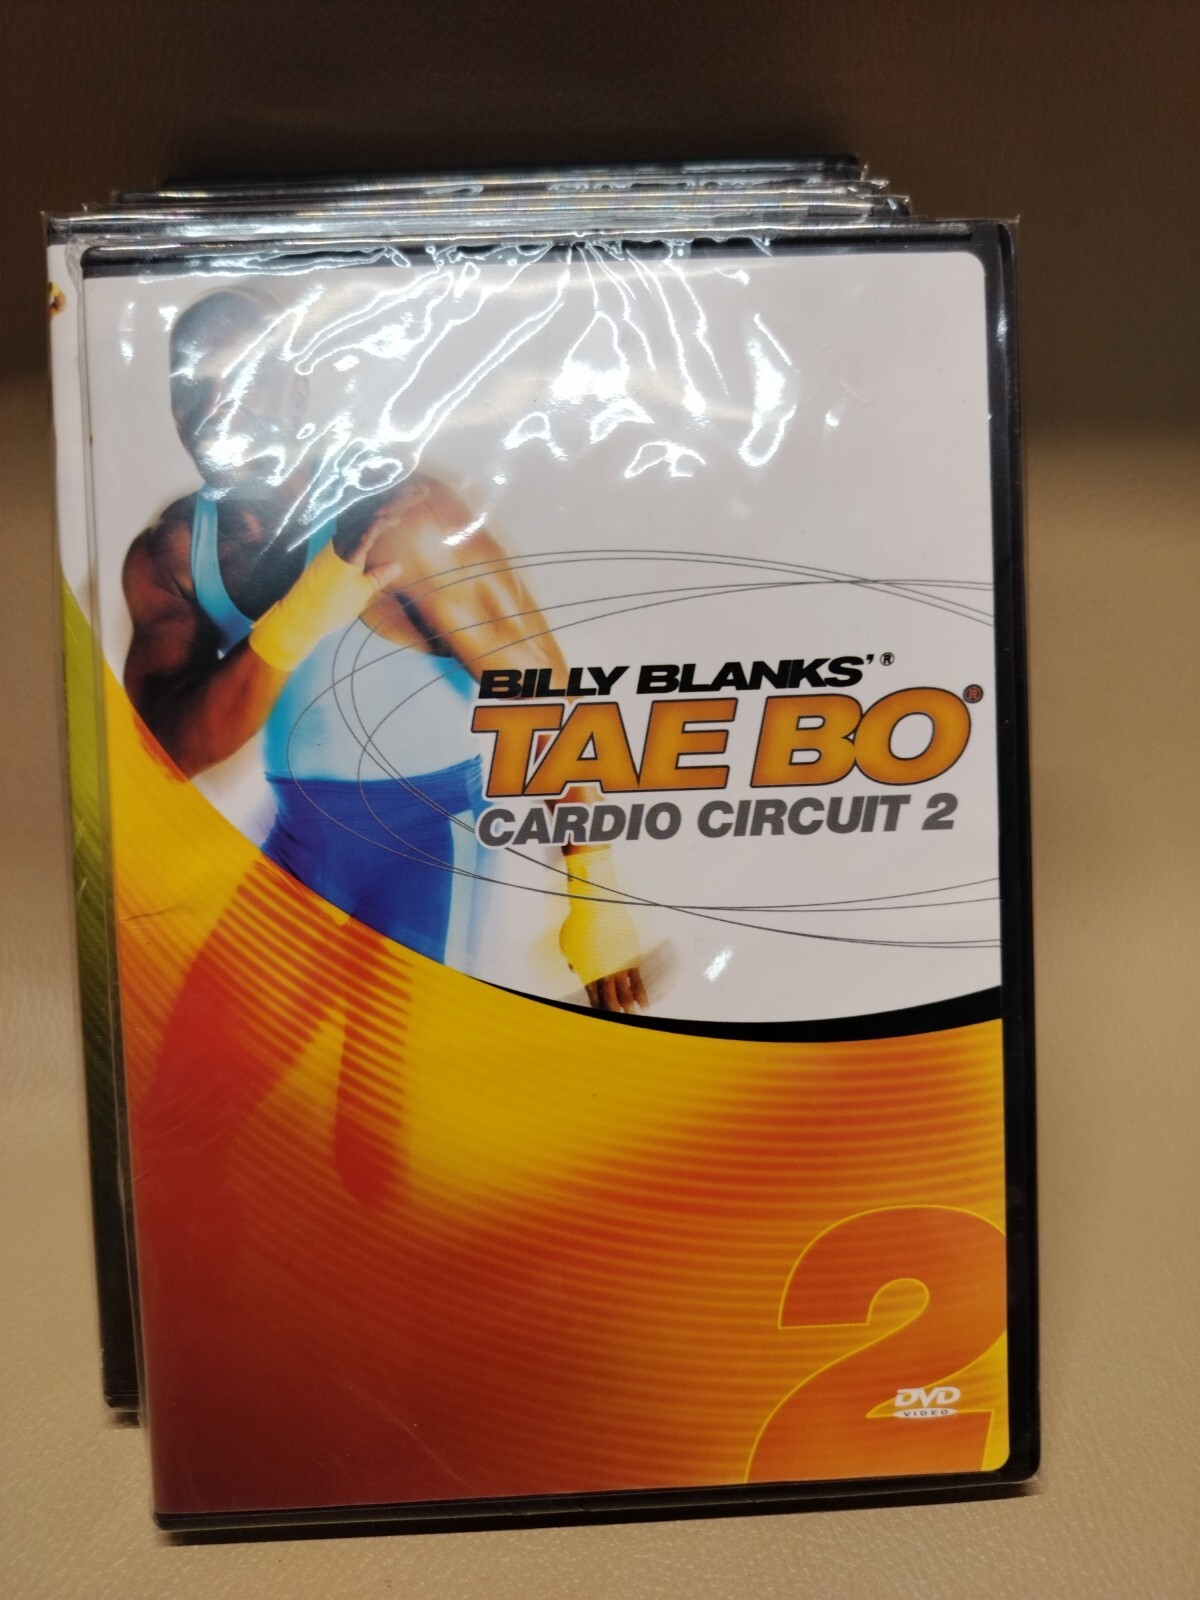 BILLY BLANKS'®
TAE BO®
CARDIO CIRCUIT 2
2
DVD
VIDEO